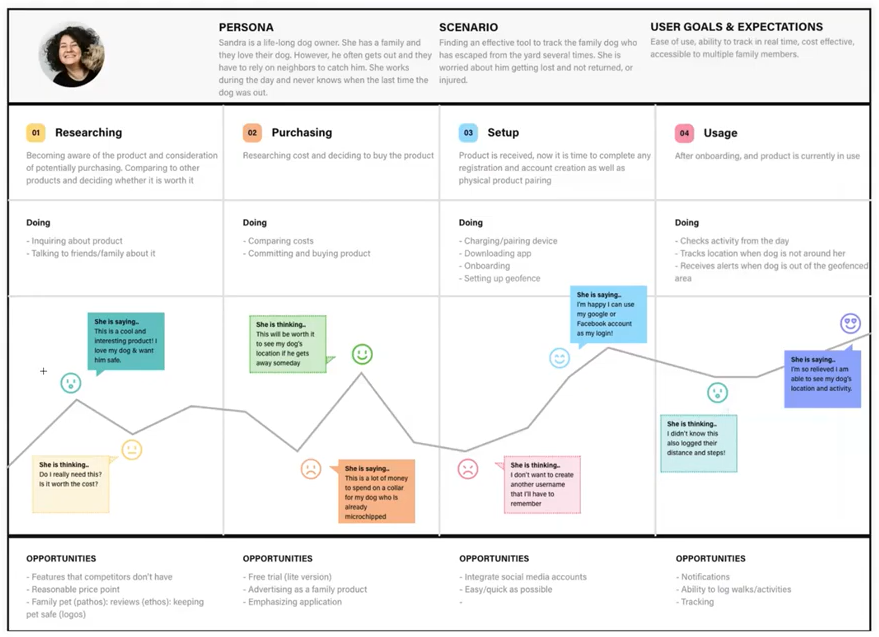 PERSONA
Sandra is a life-long dog owner. She has a family and
they love their dog. However, he often gets out and they
have to rely on neighbors to catch him. She works
during the day and never knows when the last time the
dog was out.
SCENARIO
Finding an effective tool to track the family dog who
has escaped from the yard several times. She is
worried about him getting lost and not returned, or
injured.
USER GOALS & EXPECTATIONS
Ease of use, ability to track in real time, cost effective,
accessible to multiple family members.
01 Researching
Becoming aware of the product and consideration
of potentially purchasing. Comparing to other
products and deciding whether it is worth it
02 Purchasing
Researching cost and deciding to buy the product
03 Setup
Product is received, now it is time to complete any
registration and account creation as well as
physical product pairing
04 Usage
After onboarding, and product is currently in use
Doing
- Inquiring about product
- Talking to friends/family about it
Doing
- Comparing costs
- Committing and buying product
Doing
- Charging/pairing device
- Downloading app
- Onboarding
- Setting up geofence
Doing
- Checks activity from the day
- Tracks location when dog is not around her
- Receives alerts when dog is out of the geofenced
area
She is saying..
This is a cool and
interesting product! I
love my dog & want
him safe.
She is thinking..
Do I really need this?
Is it worth the cost?
She is thinking..
This will be worth it
to see my dog's
location if he gets
away someday
She is saying..
This is a lot of money
to spend on a collar
for my dog who is
already
microchipped
She is saying..
I'm happy I can use
my google or
Facebook account
as my login!
She is thinking..
I don't want to create
another username
that I'll have to
remember
She is thinking..
I didn't know this
also logged their
distance and steps!
She is saying..
I'm so relieved I am
able to see my dog's
location and activity.
OPPORTUNITIES
- Features that competitors don't have
- Reasonable price point
- Family pet (pathos): reviews (ethos): keeping
pet safe (logos)
OPPORTUNITIES
- Free trial (lite version)
- Advertising as a family product
- Emphasizing application
OPPORTUNITIES
- Integrate social media accounts
- Easy/quick as possible
-
OPPORTUNITIES
- Notifications
- Ability to log walks/activities
- Tracking